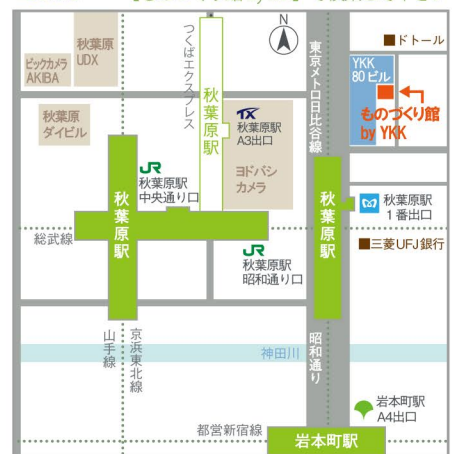 N
秋葉原
UDX
ビックカメラ
AKIBA
つくばエクスプレス
秋葉原駅
東京メトロ日比谷線
ドトール
YKK
80ビル
ものづくり館
by YKK
秋葉原
ダイビル
TX
秋葉原駅
A3出口
ヨドバシ
カメラ
JR
秋葉原駅
中央通り口
秋葉原駅
秋葉原駅
秋葉原駅
1番出口
総武線
JR
秋葉原駅
昭和通り口
三菱UFJ銀行
山手線
京浜東北線
神田川
昭和通り
岩本町駅
A4出口
都営新宿線
岩本町駅